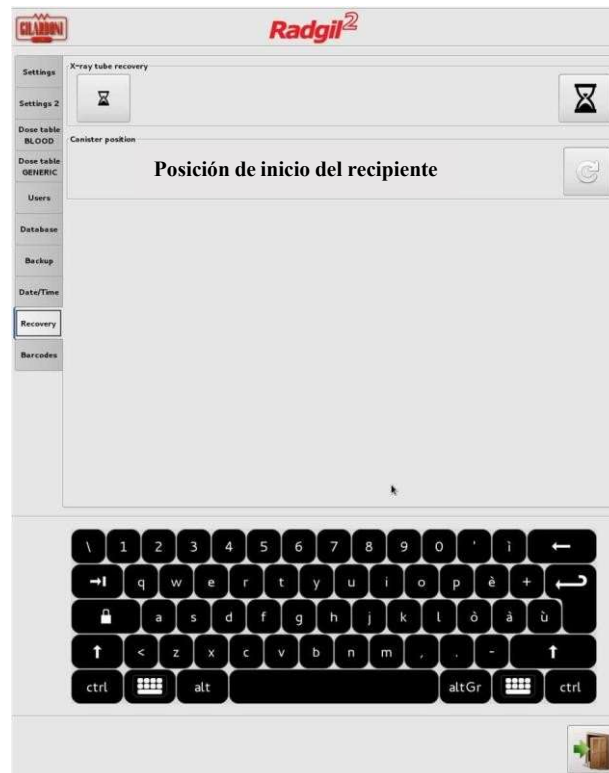 GILARDONI
Radgil2
Settings
Settings 2
Dose table
BLOOD
Dose table
GENERIC
Users
Database
Backup
Date/Time
Recovery
Barcodes
X-ray tube recovery
Canister position
Posición de inicio del recipiente
\ 1 2 3 4 5 6 7 8 9 0 ' ì
q w e r t y u i o p è +
a s d f g h j k l ò à ù
< z x c v b n m , . -
ctrl alt altGr ctrl